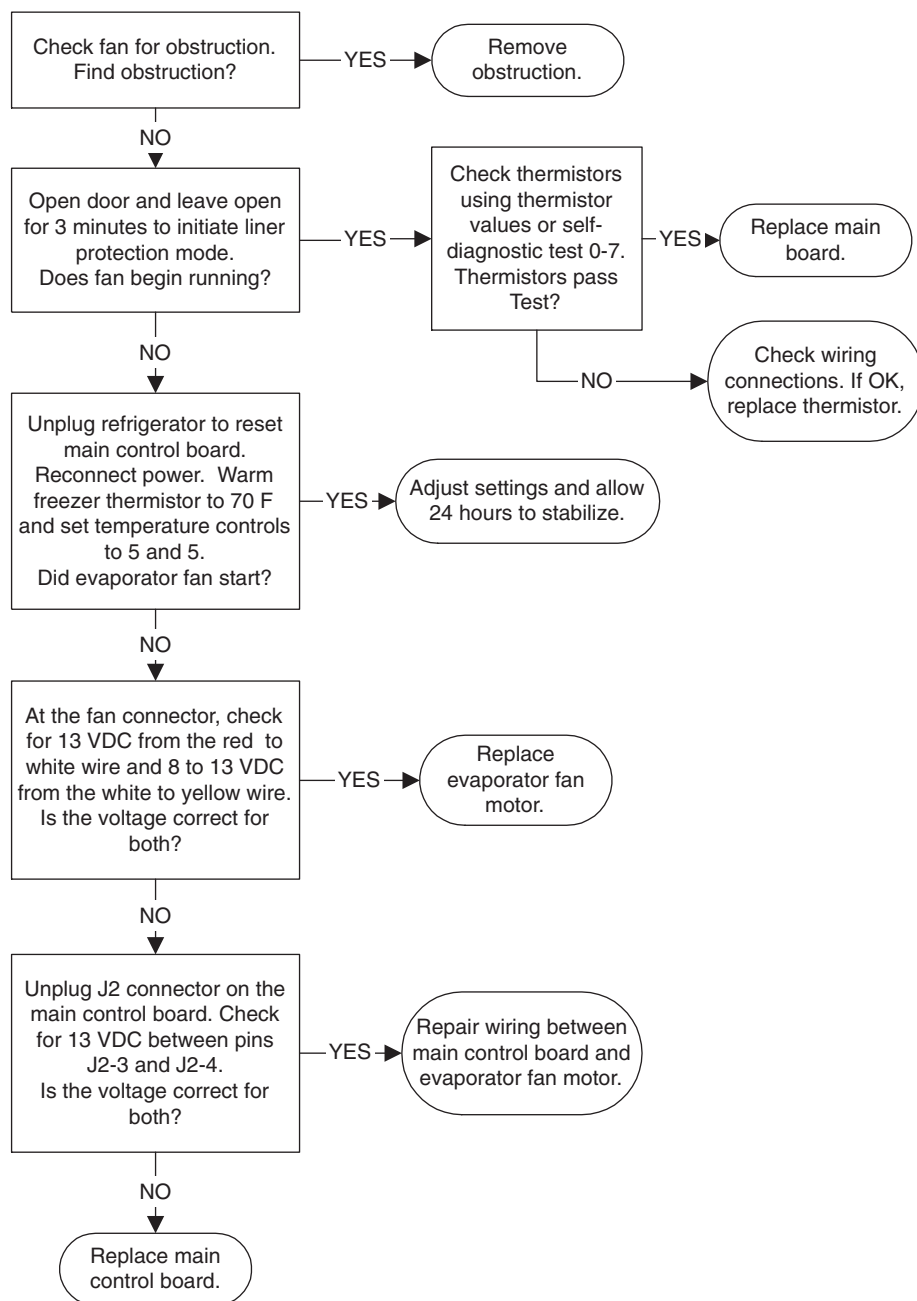 Check fan for obstruction.
Find obstruction?
YES
Remove
obstruction.
NO
Open door and leave open
for 3 minutes to initiate liner
protection mode.
Does fan begin running?
YES
Check thermistors
using thermistor
values or self-
diagnostic test 0-7.
Thermistors pass
Test?
YES
Replace main
board.
NO
Check wiring
connections. If OK,
replace thermistor.
NO
Unplug refrigerator to reset
main control board.
Reconnect power. Warm
freezer thermistor to 70 F
and set temperature controls
to 5 and 5.
Did evaporator fan start?
YES
Adjust settings and allow
24 hours to stabilize.
NO
At the fan connector, check
for 13 VDC from the red to
white wire and 8 to 13 VDC
from the white to yellow wire.
Is the voltage correct for
both?
YES
Replace
evaporator fan
motor.
NO
Unplug J2 connector on the
main control board. Check
for 13 VDC between pins
J2-3 and J2-4.
Is the voltage correct for
both?
YES
Repair wiring between
main control board and
evaporator fan motor.
NO
Replace main
control board.